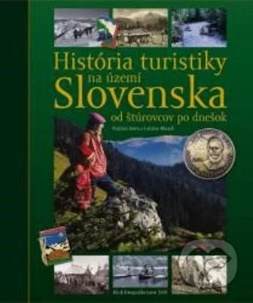 História turistiky
na území
Slovenska
od štúrovcov po dnešok